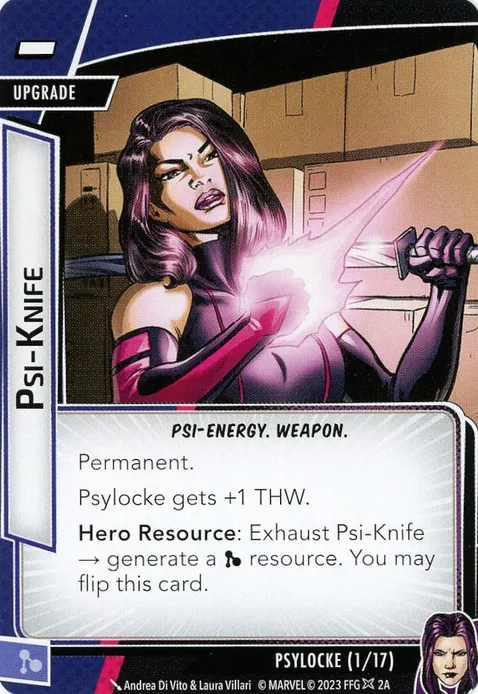 UPGRADE
PSI-KNIFE
PSI-ENERGY. WEAPON.
Permanent.
Psylocke gets +1 THW.
Hero Resource: Exhaust Psi-Knife
→ generate a resource. You may
flip this card.
PSYLOCKE (1/17)
Andrea Di Vito & Laura Villari © MARVEL © 2023 FFG 2A